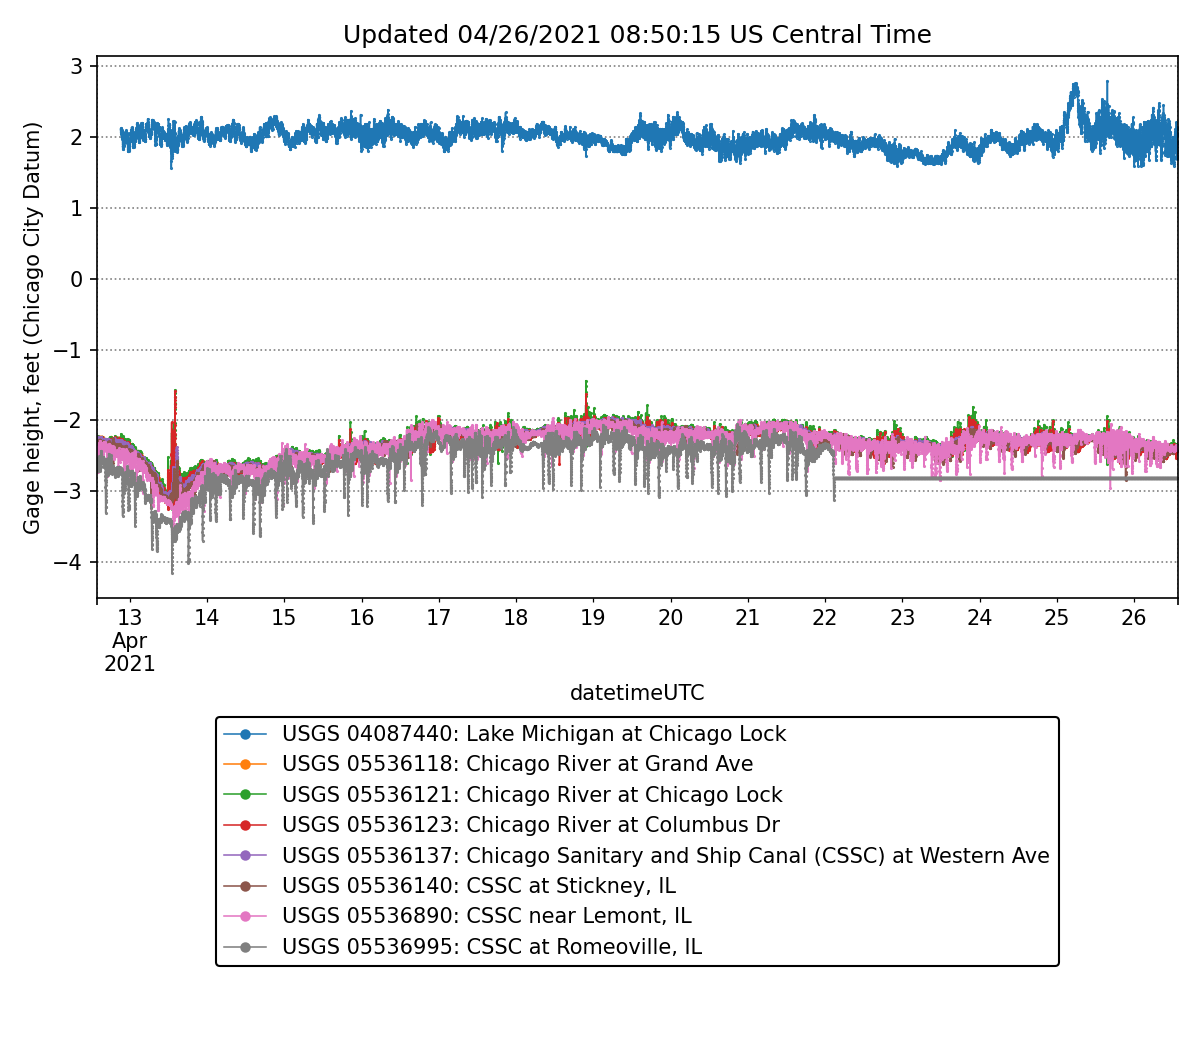 Updated 04/26/2021 08:50:15 US Central Time
Gage height, feet (Chicago City Datum)
3
2
1
0
−1
−2
−3
−4
13 14 15 16 17 18 19 20 21 22 23 24 25 26
Apr
2021
datetimeUTC
USGS 04087440: Lake Michigan at Chicago Lock
USGS 05536118: Chicago River at Grand Ave
USGS 05536121: Chicago River at Chicago Lock
USGS 05536123: Chicago River at Columbus Dr
USGS 05536137: Chicago Sanitary and Ship Canal (CSSC) at Western Ave
USGS 05536140: CSSC at Stickney, IL
USGS 05536890: CSSC near Lemont, IL
USGS 05536995: CSSC at Romeoville, IL